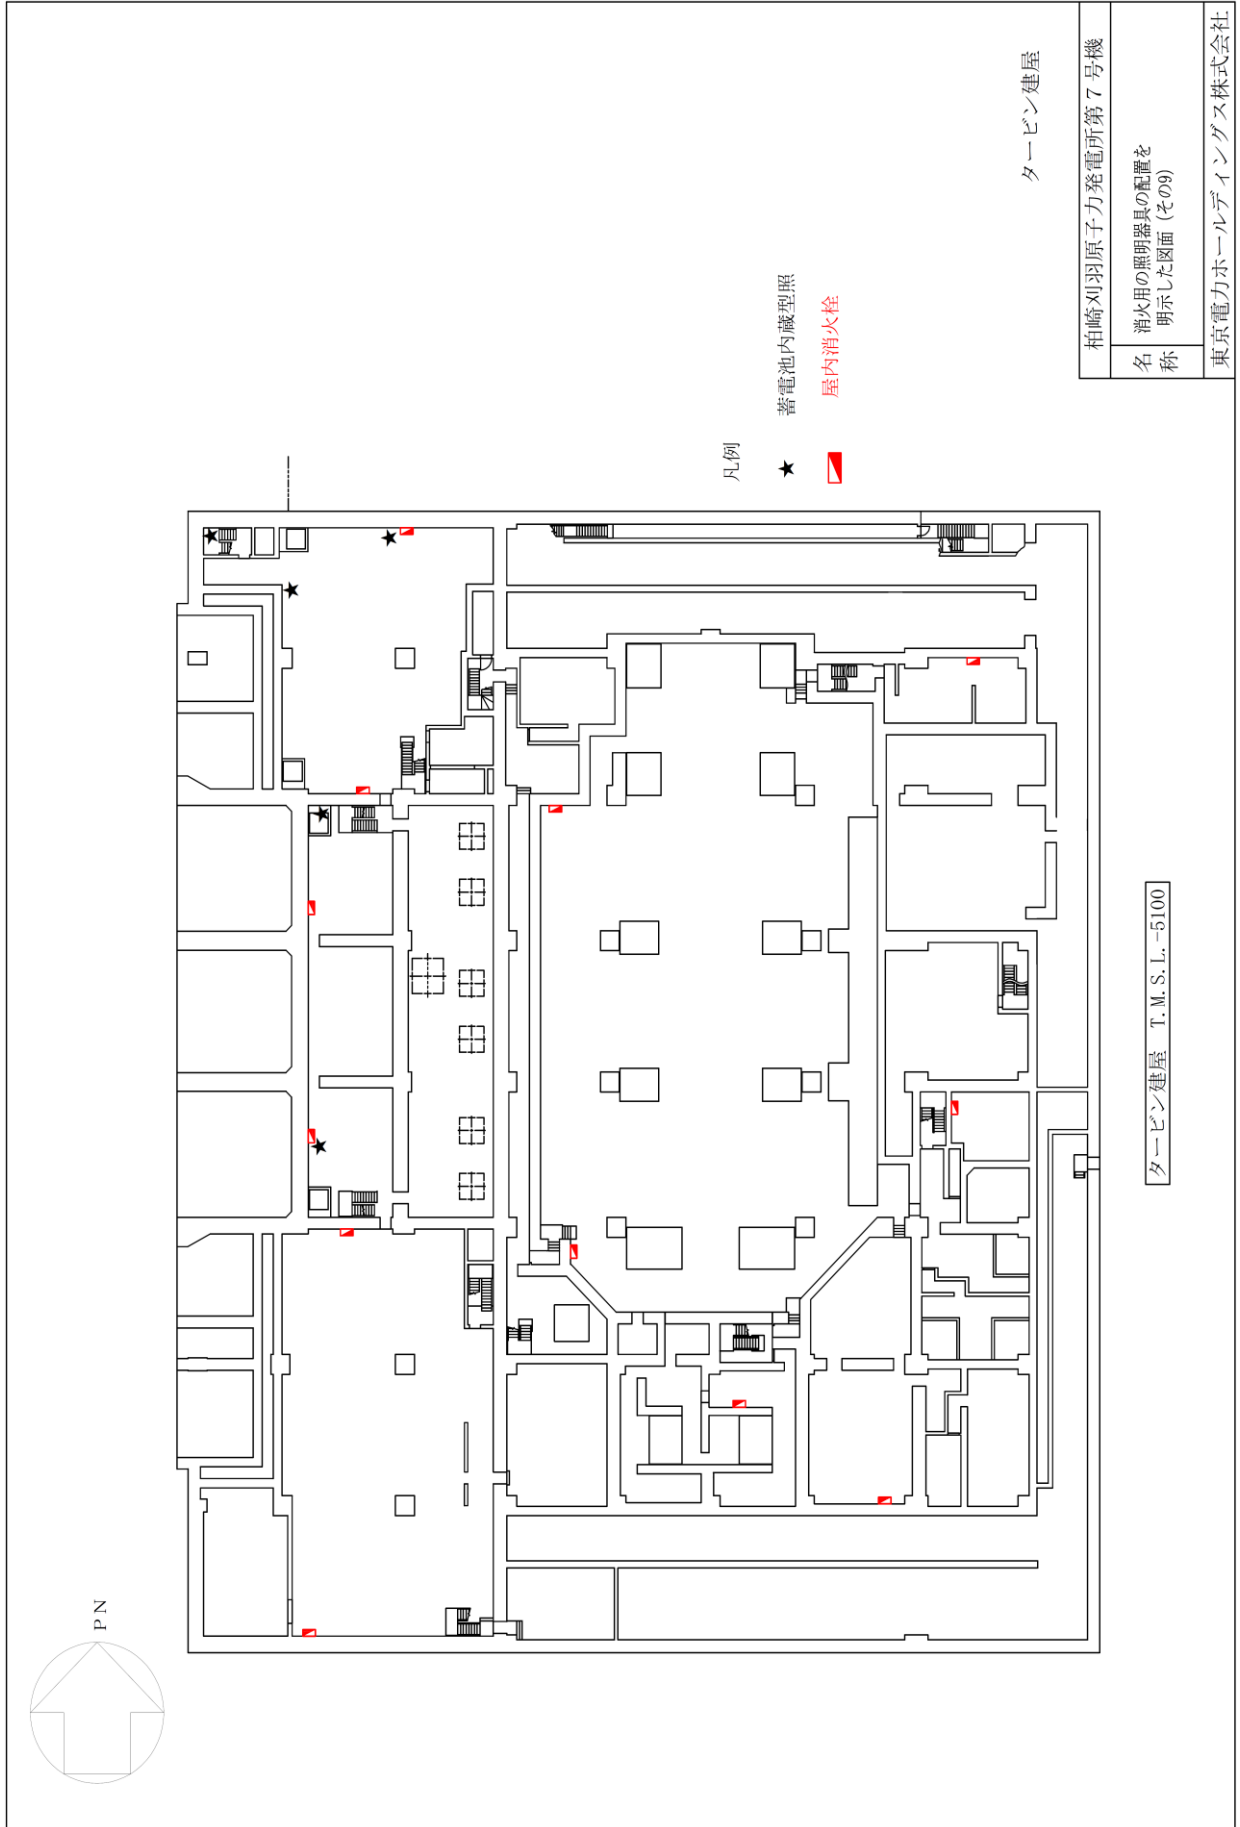 PN
タービン建屋 T.M.S.L.-5100
凡例
蓄電池内蔵型照
屋内消火栓
タービン建屋
柏崎刈羽原子力発電所第7号機
名称
消火用の照明器具の配置を
明示した図面(その9)
東京電力ホールディングス株式会社